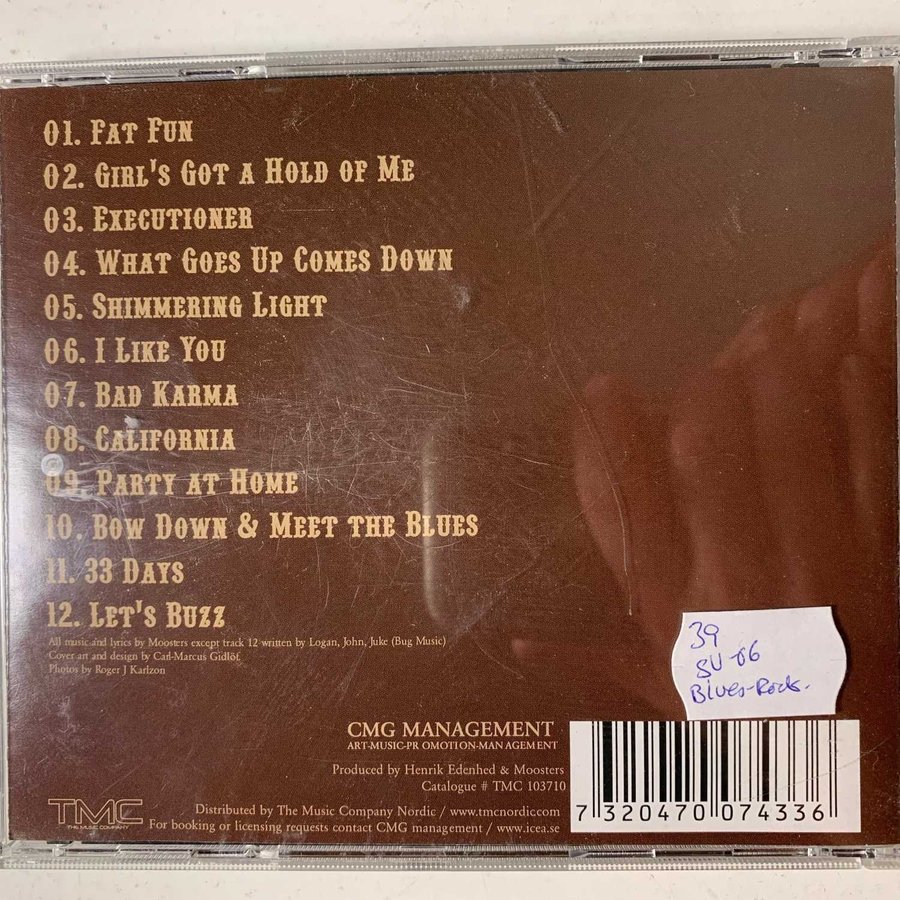 01. Fat Fun
02. Girl's Got a Hold of Me
03. Executioner
04. What Goes Up Comes Down
05. Shimmering Light
06. I Like You
07. Bad Karma
08. California
09. Party at Home
10. Bow Down & Meet the Blues
11. 33 Days
12. Let's Buzz
All music and lyrics by Moosters except track 12 written by Logan, John, Juke (Bug Music)
Cover art and design by Carl-Marcus Gidlöf.
Photos by Roger J Karlzon
39
SU-06
Blues-Rock.
CMG MANAGEMENT
ART-MUSIC-PR OMOTION-MAN AGEMENT
Produced by Henrik Edenhed & Moosters
Catalogue # TMC 103710
TMC
THE MUSIC COMPANY
Distributed by The Music Company Nordic / www.tmcnordic.com
For booking or licensing requests contact CMG management / www.icea.se
7 320470 074336